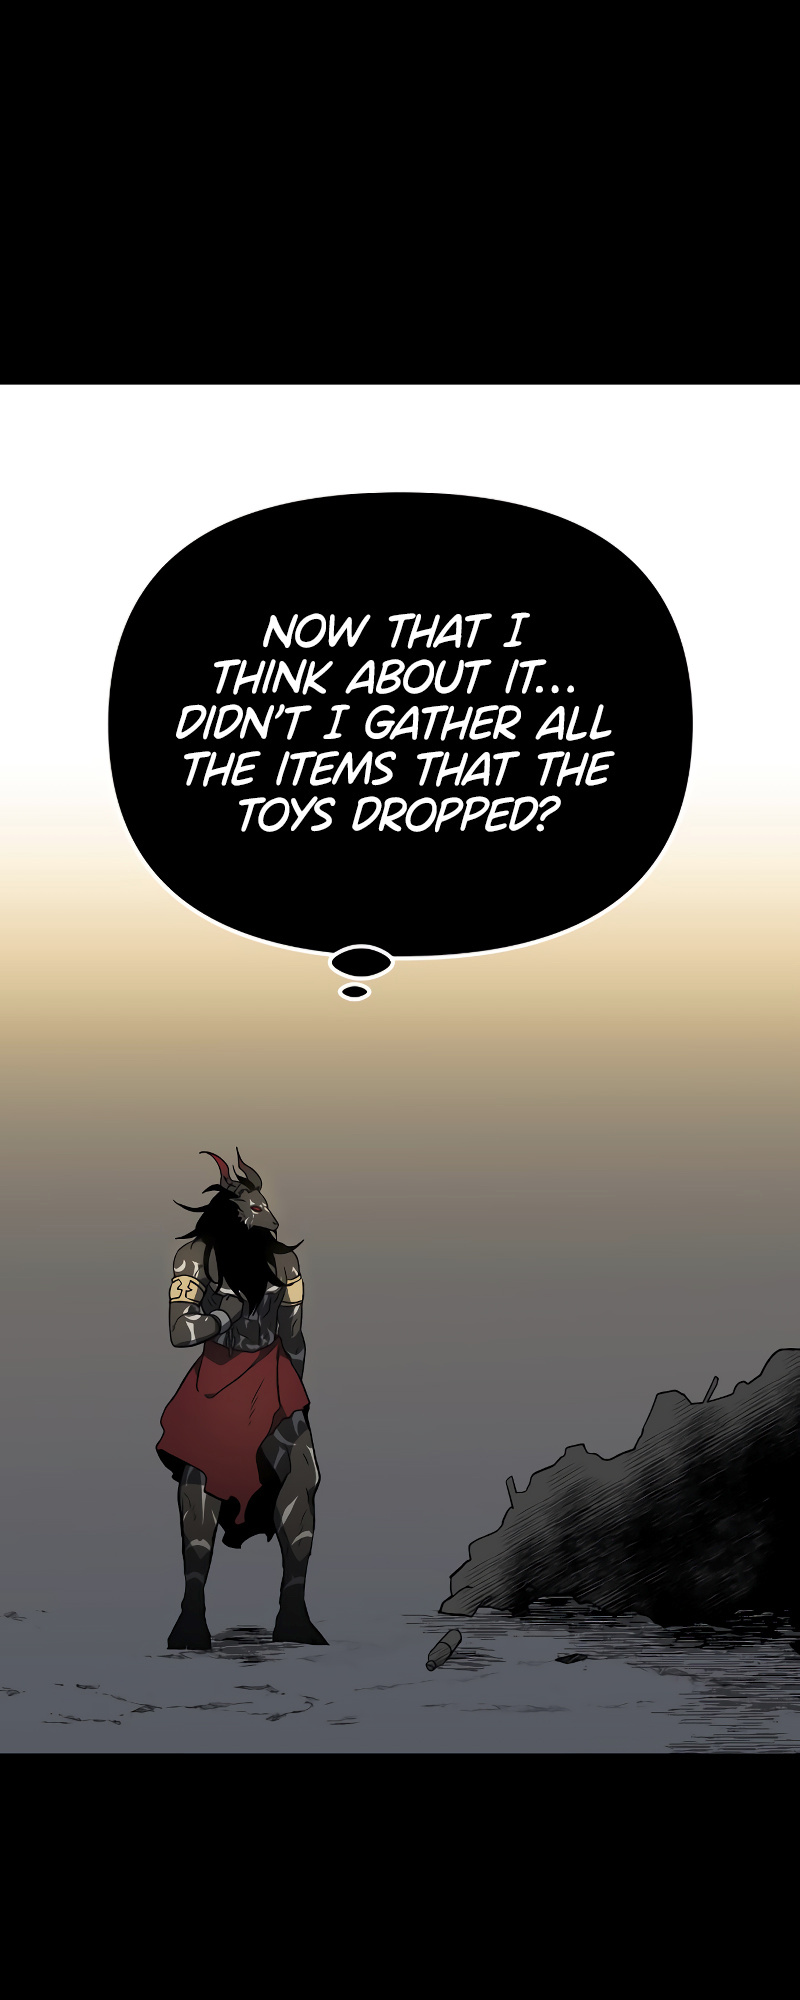 NOW THAT I
THINK ABOUT IT...
DIDN'T I GATHER ALL
THE ITEMS THAT THE
TOYS DROPPED?